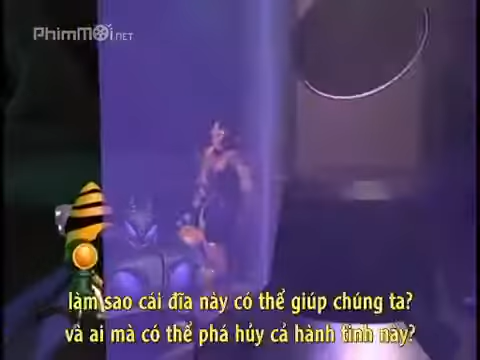 PhimMoi.NET
làm sao cái đĩa này có thể giúp chúng ta?
và ai mà có thể phá hủy cả hành tinh này?